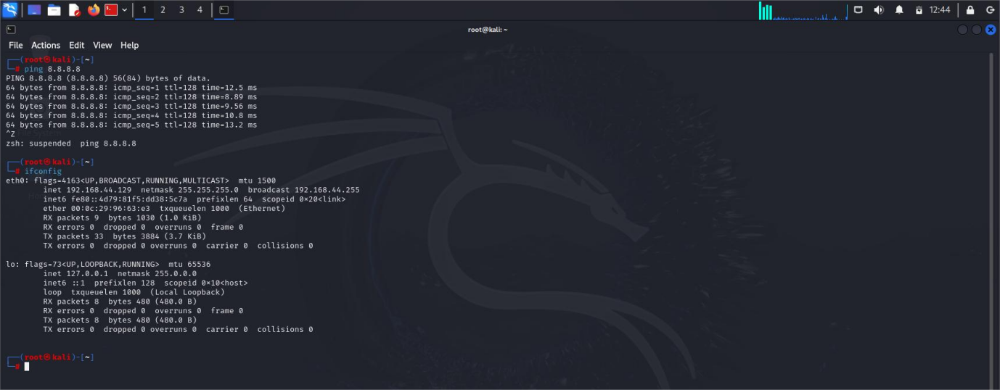 1 2 3 4 12:44
root@kali: ~
File Actions Edit View Help
┌──(root㉿kali)-[~]
└─# ping 8.8.8.8
PING 8.8.8.8 (8.8.8.8) 56(84) bytes of data.
64 bytes from 8.8.8.8: icmp_seq=1 ttl=128 time=12.5 ms
64 bytes from 8.8.8.8: icmp_seq=2 ttl=128 time=8.89 ms
64 bytes from 8.8.8.8: icmp_seq=3 ttl=128 time=9.56 ms
64 bytes from 8.8.8.8: icmp_seq=4 ttl=128 time=10.8 ms
64 bytes from 8.8.8.8: icmp_seq=5 ttl=128 time=13.2 ms
^Z
zsh: suspended  ping 8.8.8.8
┌──(root㉿kali)-[~]
└─# ifconfig
eth0: flags=4163<UP,BROADCAST,RUNNING,MULTICAST>  mtu 1500
        inet 192.168.44.129  netmask 255.255.255.0  broadcast 192.168.44.255
        inet6 fe80::4d79:81f5:dd38:5c7a  prefixlen 64  scopeid 0×20<link>
        ether 00:0c:29:96:63:e3  txqueuelen 1000  (Ethernet)
        RX packets 9  bytes 1030 (1.0 KiB)
        RX errors 0  dropped 0  overruns 0  frame 0
        TX packets 33  bytes 3884 (3.7 KiB)
        TX errors 0  dropped 0 overruns 0  carrier 0  collisions 0
lo: flags=73<UP,LOOPBACK,RUNNING>  mtu 65536
        inet 127.0.0.1  netmask 255.0.0.0
        inet6 ::1  prefixlen 128  scopeid 0×10<host>
        loop  txqueuelen 1000  (Local Loopback)
        RX packets 8  bytes 480 (480.0 B)
        RX errors 0  dropped 0  overruns 0  frame 0
        TX packets 8  bytes 480 (480.0 B)
        TX errors 0  dropped 0 overruns 0  carrier 0  collisions 0
┌──(root㉿kali)-[~]
└─#